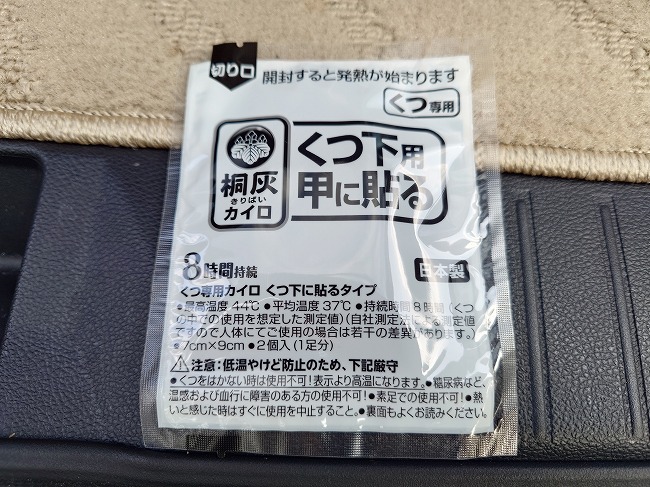 切り口
開封すると発熱が始まります
くつ専用
桐灰
きりばい
カイロ
くつ下用
甲に貼る
8時間持続
日本製
くつ専用カイロ くつ下に貼るタイプ
●最高温度 44℃ ●平均温度 37℃ ●持続時間 8時間 (くつ
の中での使用を想定した測定値) (自社測定法による測定値
ですので人体にてご使用の場合は若干の差異があります。)
●7cm×9cm ●2個入(1足分)
注意:低温やけど防止のため、下記厳守
●くつをはかない時は使用不可!表示より高温になります。●糖尿病など、
温感および血行に障害のある方の使用不可! ●素足での使用不可! ●熱
いと感じた時はすぐに使用を中止すること。●裏面もよくお読みください。